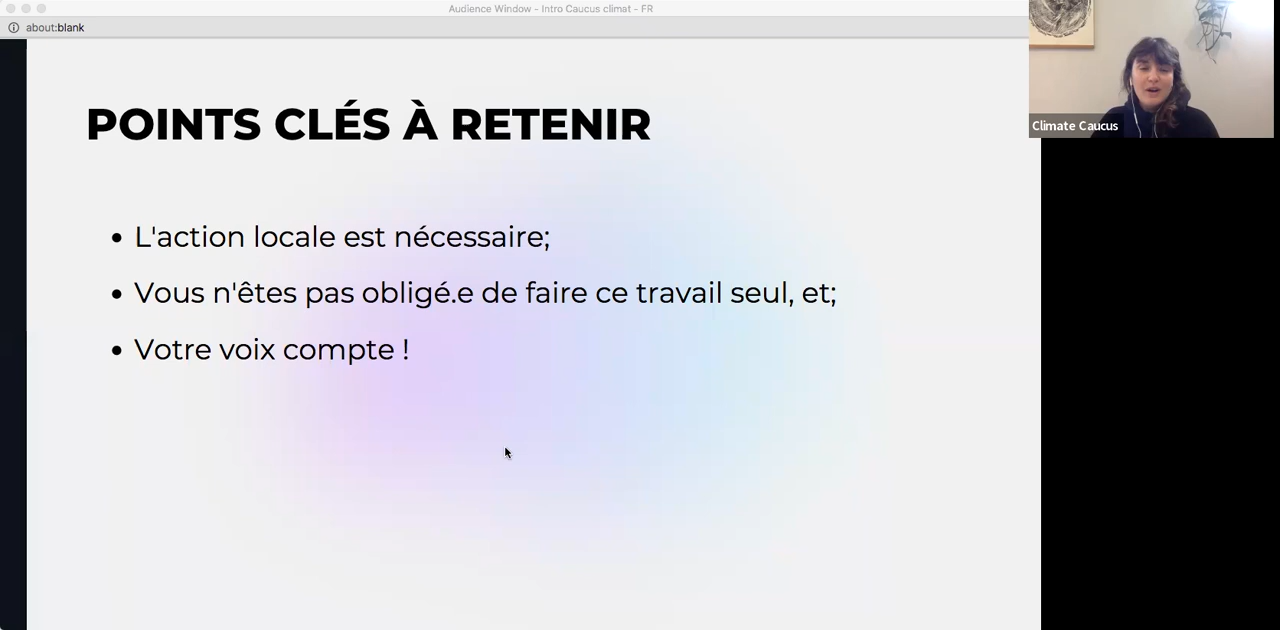 Audience Window - Intro Caucus climat - FR
about:blank
POINTS CLÉS À RETENIR
• L'action locale est nécessaire;
• Vous n'êtes pas obligé.e de faire ce travail seul, et;
• Votre voix compte !
Climate Caucus